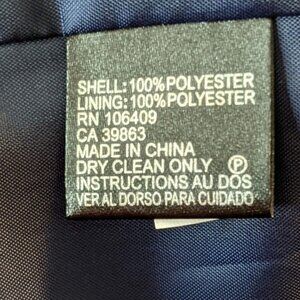 SHELL: 100% POLYESTER
LINING: 100% POLYESTER
RN 106409
CA 39863
MADE IN CHINA
DRY CLEAN ONLY Ⓟ
INSTRUCTIONS AU DOS
VER AL DORSO PARA CUIDADO